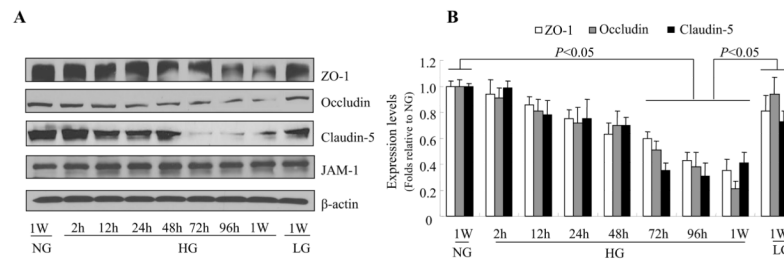 A
ZO-1
Occludin
Claudin-5
JAM-1
β-actin
1W 2h 12h 24h 48h 72h 96h 1W 1W
NG HG LG
B
ZO-1 Occludin Claudin-5
P<0.05 P<0.05
Expression levels
(Folds relative to NG)
1.2
1.0
0.8
0.6
0.4
0.2
0
1W 2h 12h 24h 48h 72h 96h 1W 1W
NG HG LG